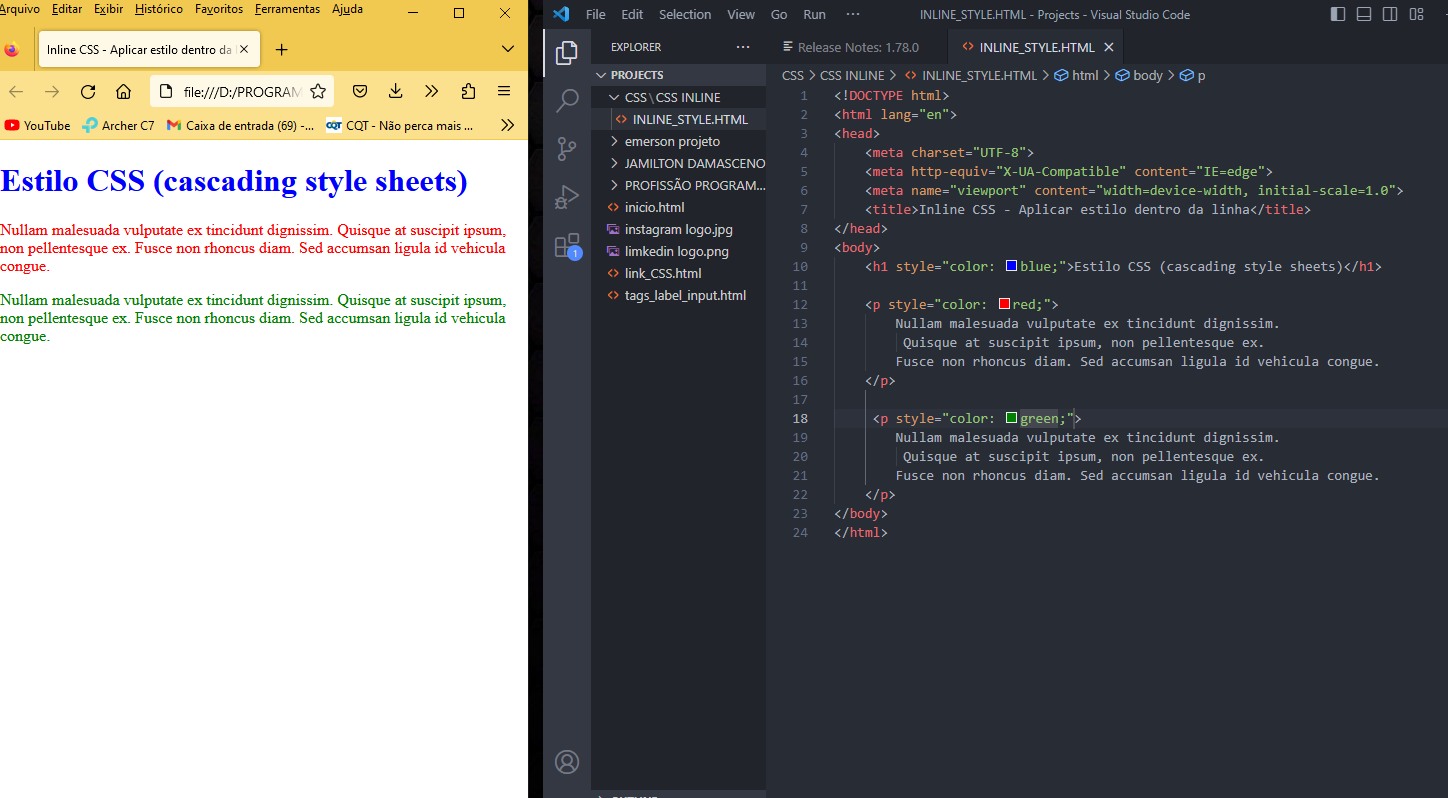 Arquivo Editar Exibir Histórico Favoritos Ferramentas Ajuda
Inline CSS - Aplicar estilo dentro da
file:///D:/PROGRAM
YouTube Archer C7 Caixa de entrada (69) -... CQT CQT - Não perca mais ...
Estilo CSS (cascading style sheets)
Nullam malesuada vulputate ex tincidunt dignissim. Quisque at suscipit ipsum,
non pellentesque ex. Fusce non rhoncus diam. Sed accumsan ligula id vehicula
congue.
Nullam malesuada vulputate ex tincidunt dignissim. Quisque at suscipit ipsum,
non pellentesque ex. Fusce non rhoncus diam. Sed accumsan ligula id vehicula
congue.
File Edit Selection View Go Run ··· INLINE_STYLE.HTML - Projects - Visual Studio Code
EXPLORER ···
PROJECTS
CSS\CSS INLINE
<> INLINE_STYLE.HTML
emerson projeto
JAMILTON DAMASCENO
PROFISSÃO PROGRAM...
<> inicio.html
instagram logo.jpg
limkedin logo.png
<> link_CSS.html
<> tags_label_input.html
1
OUTLINE
Release Notes: 1.78.0 <> INLINE_STYLE.HTML
CSS > CSS INLINE > <> INLINE_STYLE.HTML > html > body > p
1 <!DOCTYPE html>
2 <html lang="en">
3 <head>
4 <meta charset="UTF-8">
5 <meta http-equiv="X-UA-Compatible" content="IE=edge">
6 <meta name="viewport" content="width=device-width, initial-scale=1.0">
7 <title>Inline CSS - Aplicar estilo dentro da linha</title>
8 </head>
9 <body>
10 <h1 style="color: blue;">Estilo CSS (cascading style sheets)</h1>
11
12 <p style="color: red;">
13 Nullam malesuada vulputate ex tincidunt dignissim.
14 Quisque at suscipit ipsum, non pellentesque ex.
15 Fusce non rhoncus diam. Sed accumsan ligula id vehicula congue.
16 </p>
17
18 <p style="color: green;">
19 Nullam malesuada vulputate ex tincidunt dignissim.
20 Quisque at suscipit ipsum, non pellentesque ex.
21 Fusce non rhoncus diam. Sed accumsan ligula id vehicula congue.
22 </p>
23 </body>
24 </html>